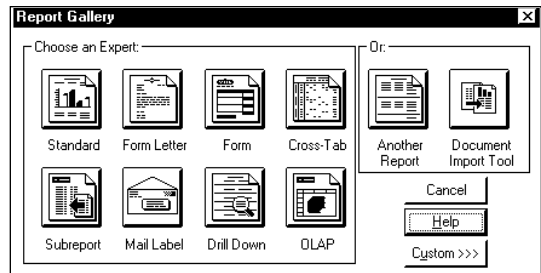 Report Gallery
Choose an Expert:
Or:
Standard
Form Letter
Form
Cross-Tab
Another
Report
Document
Import Tool
Subreport
Mail Label
Drill Down
OLAP
Cancel
Help
Custom >>>